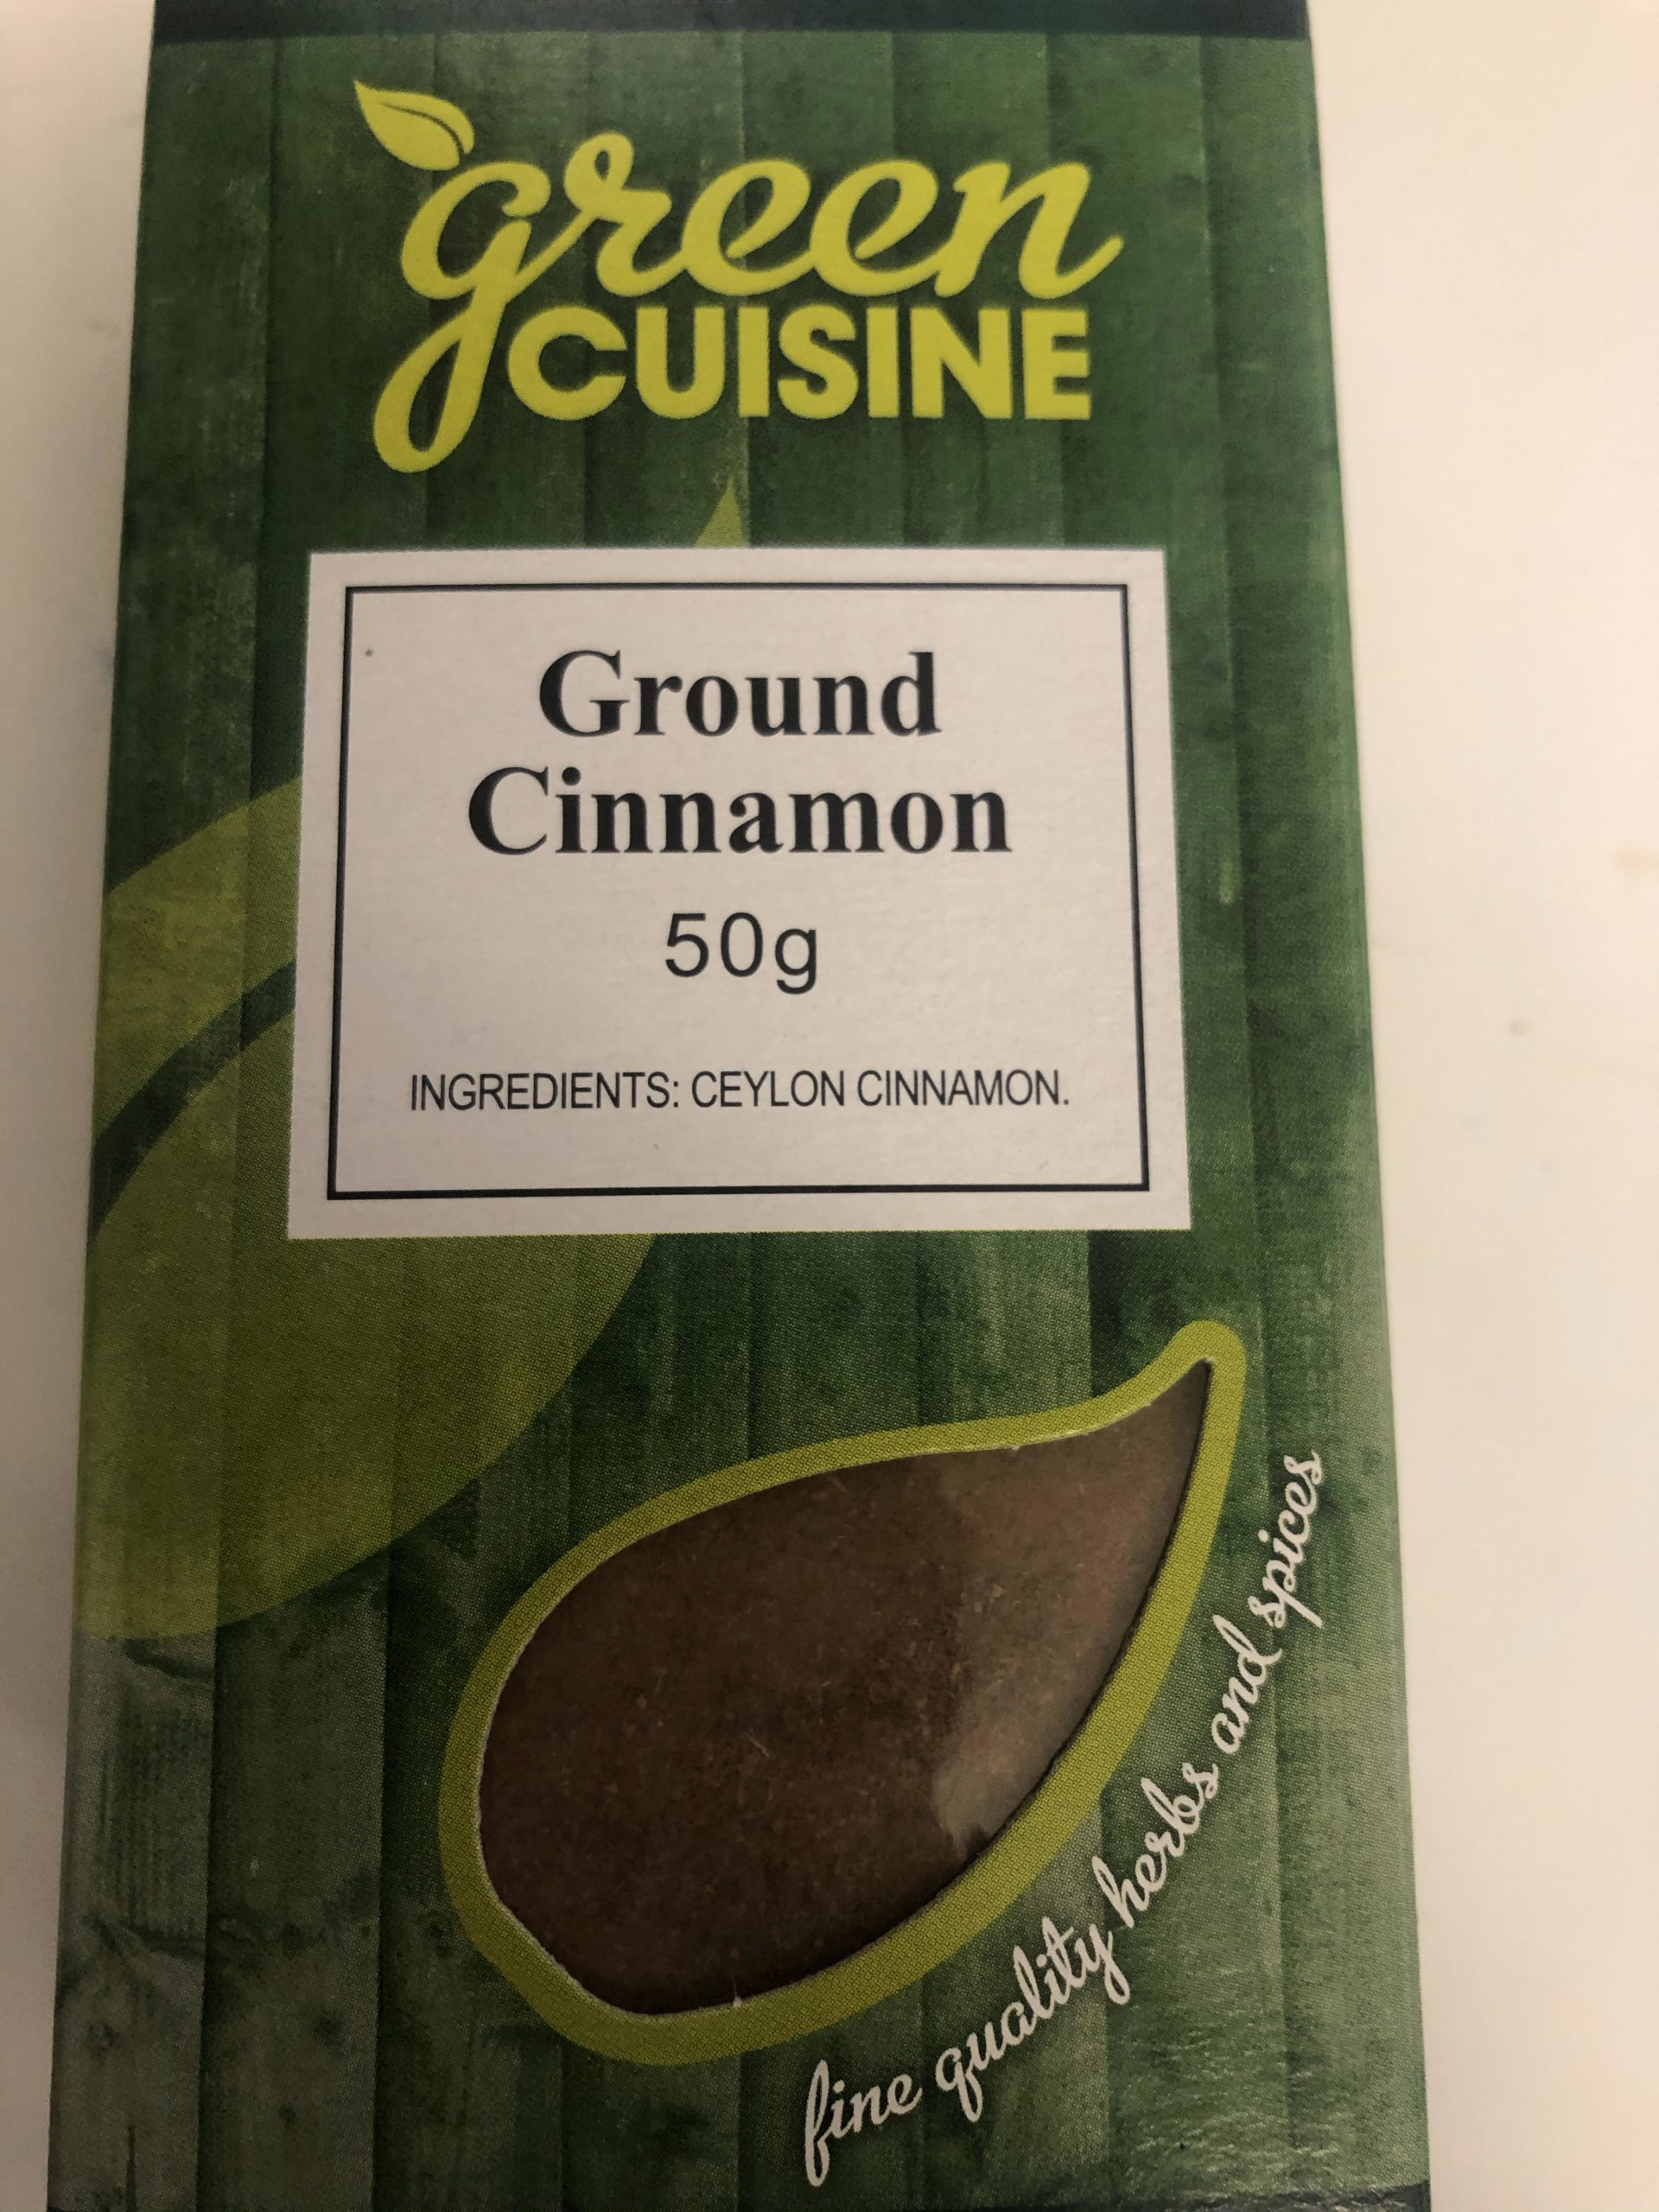 green
CUISINE
Ground
Cinnamon
50g
INGREDIENTS: CEYLON CINNAMON.
fine quality herbs and spices